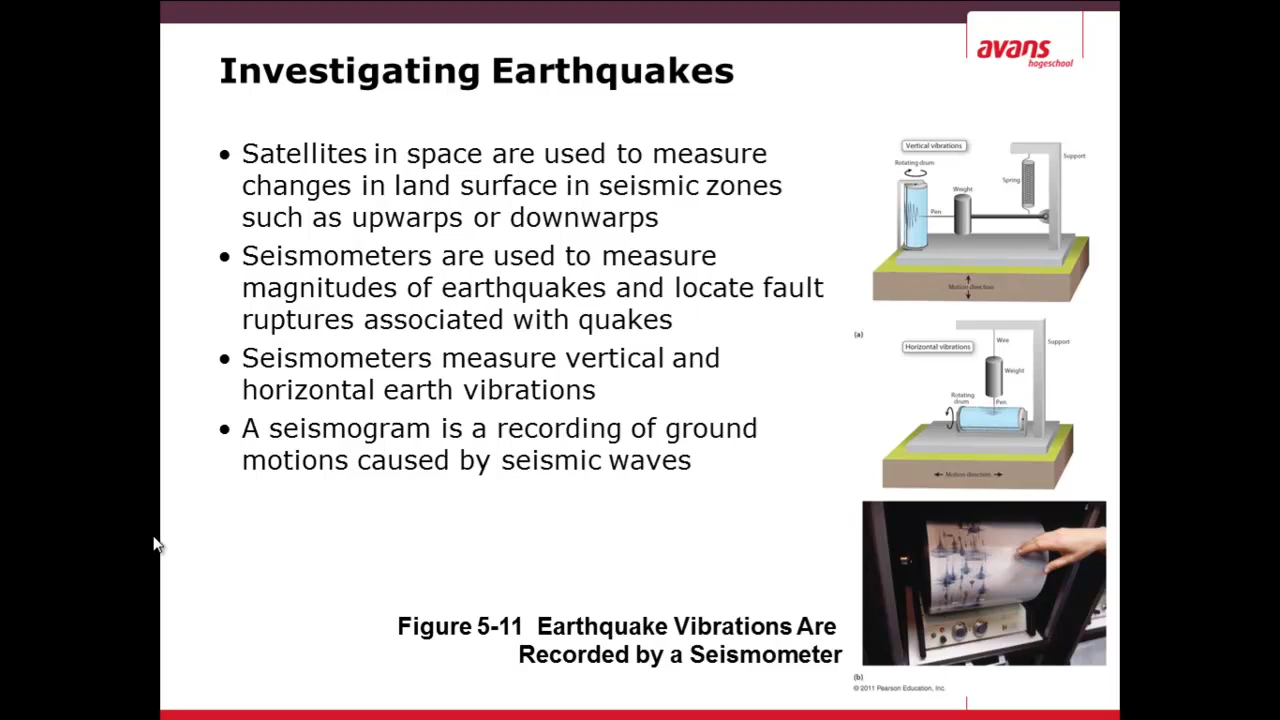 avans
hogeschool
Investigating Earthquakes
• Satellites in space are used to measure
changes in land surface in seismic zones
such as upwarps or downwarps
• Seismometers are used to measure
magnitudes of earthquakes and locate fault
ruptures associated with quakes
• Seismometers measure vertical and
horizontal earth vibrations
• A seismogram is a recording of ground
motions caused by seismic waves
Vertical vibrations
Rotating drum
Support
Spring
Weight
Pen
Motion direction
(a)
Horizontal vibrations
Wire
Support
Weight
Rotating
drum
Pen
Motion direction
Figure 5-11 Earthquake Vibrations Are
Recorded by a Seismometer
(b)
© 2011 Pearson Education, Inc.